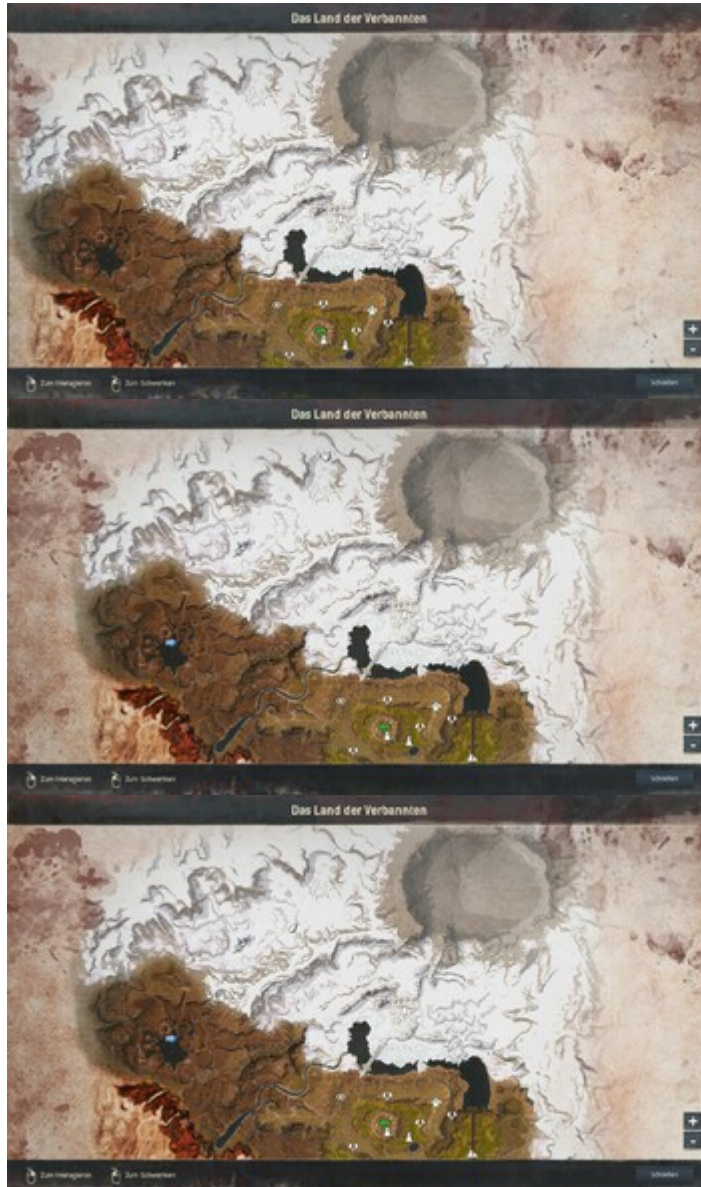 Das Land der Verbannten
+
-
Zum Interagieren Zum Schwenken Schließen
Das Land der Verbannten
+
-
Zum Interagieren Zum Schwenken Schließen
Das Land der Verbannten
+
-
Zum Interagieren Zum Schwenken Schließen